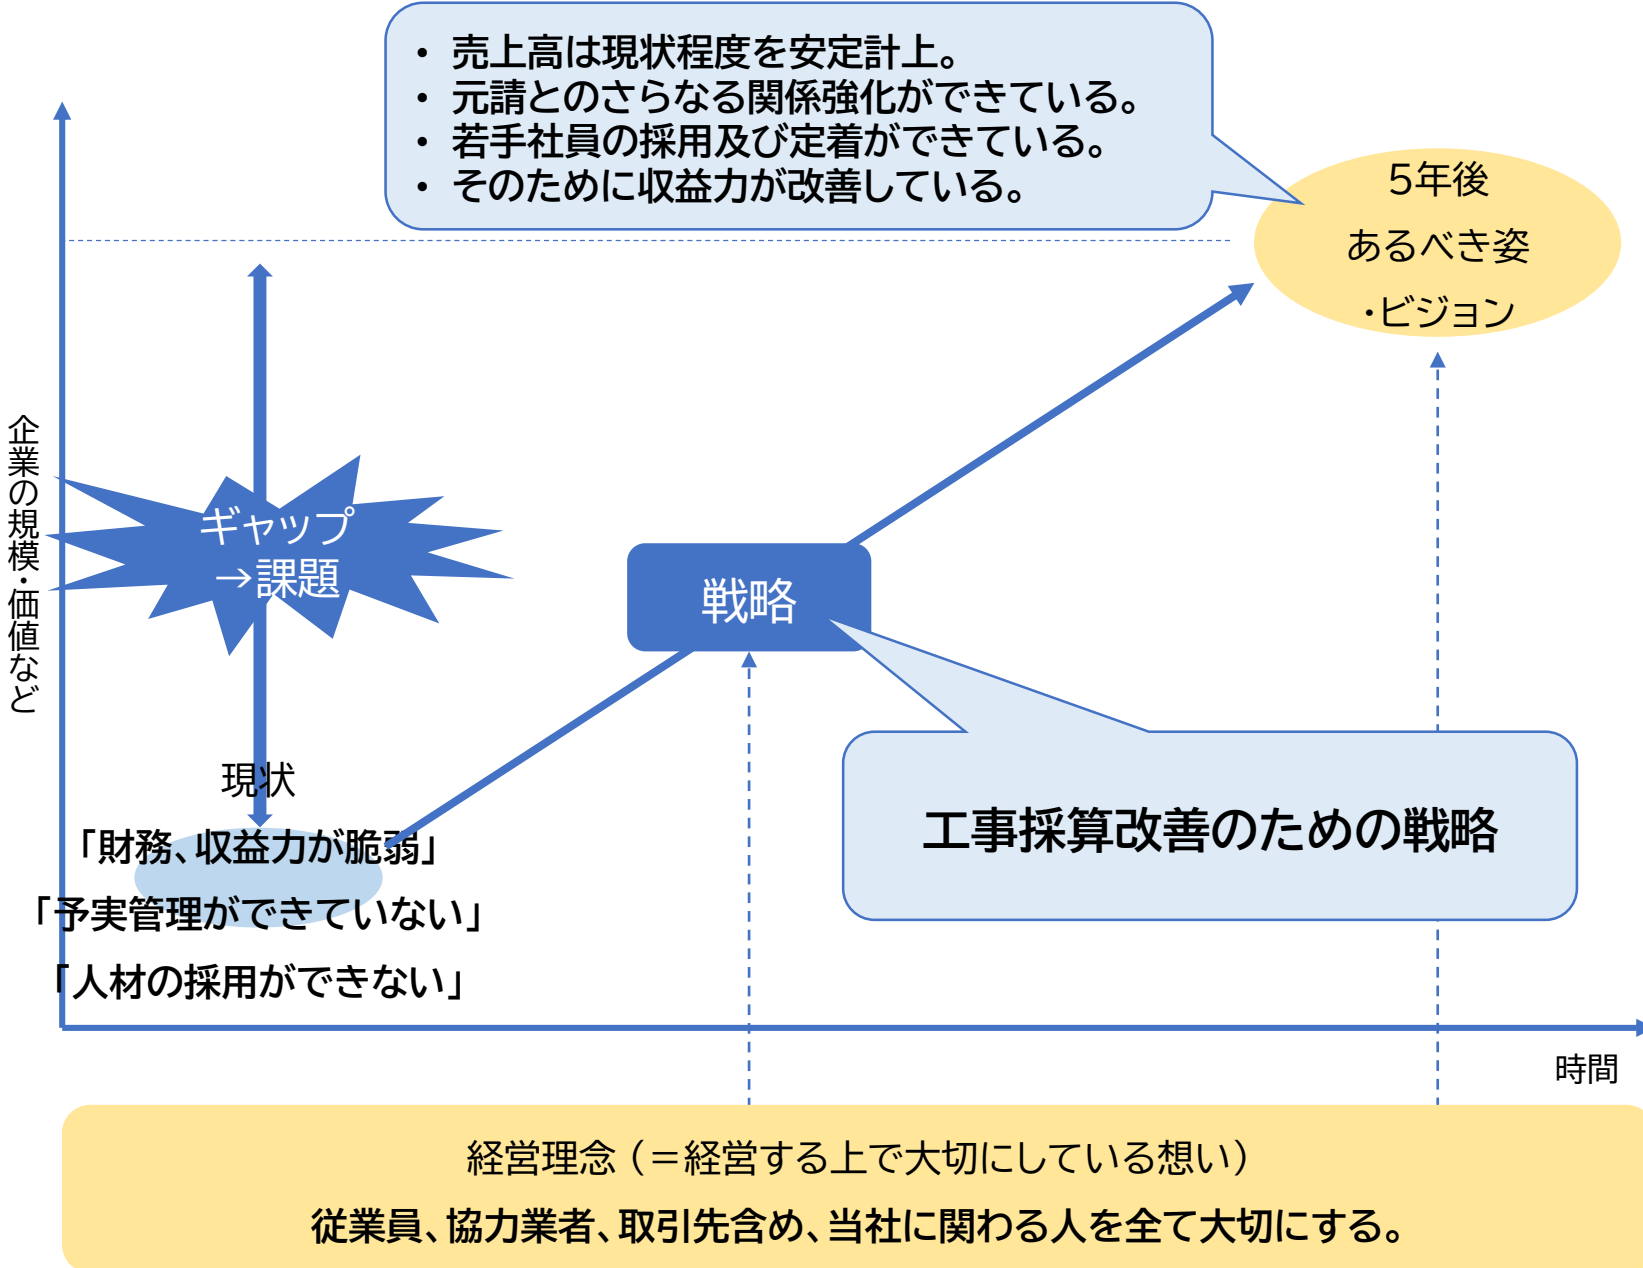 • 売上高は現状程度を安定計上。
• 元請とのさらなる関係強化ができている。
• 若手社員の採用及び定着ができている。
• そのために収益力が改善している。
5年後
あるべき姿
・ビジョン
企業の規模・価値など
ギャップ
→課題
戦略
現状
「財務、収益力が脆弱」
「予実管理ができていない」
「人材の採用ができない」
工事採算改善のための戦略
時間
経営理念（＝経営する上で大切にしている想い）
従業員、協力業者、取引先含め、当社に関わる人を全て大切にする。